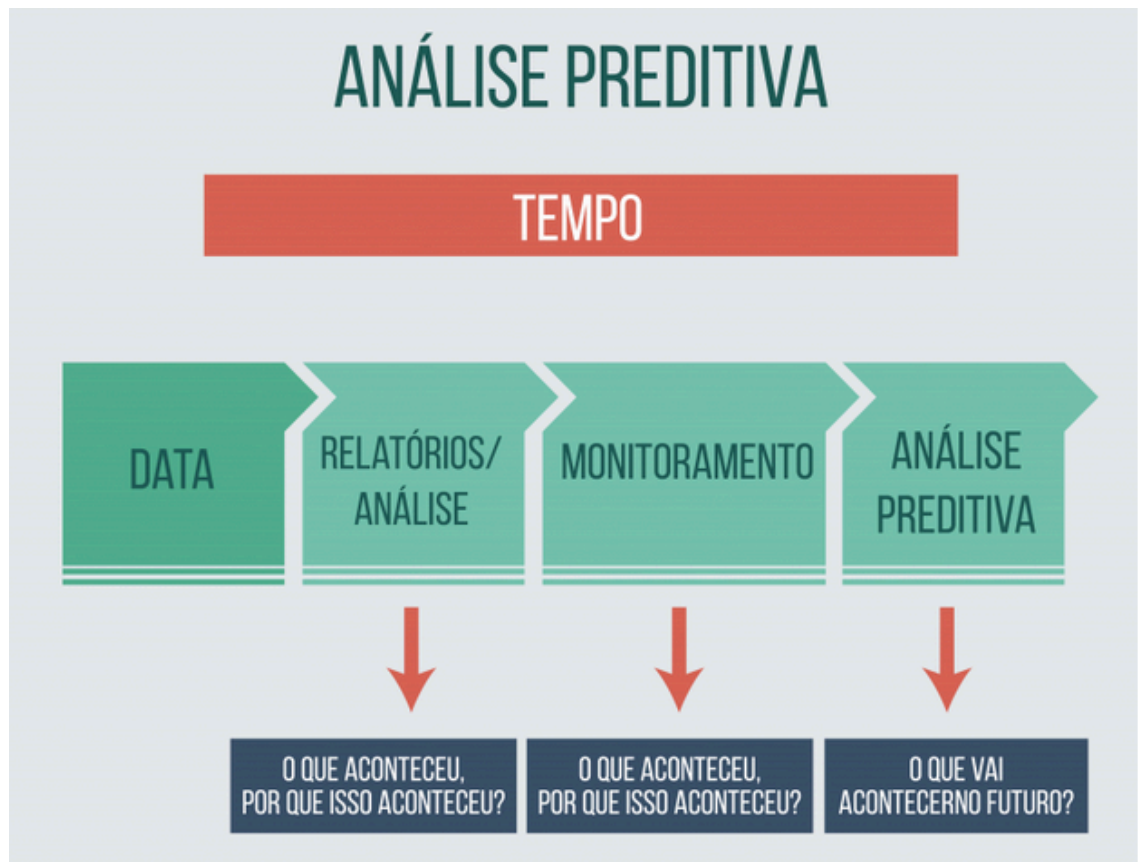 ANÁLISE PREDITIVA
TEMPO
DATA
RELATÓRIOS/
ANÁLISE
MONITORAMENTO
ANÁLISE
PREDITIVA
O QUE ACONTECEU,
POR QUE ISSO ACONTECEU?
O QUE ACONTECEU,
POR QUE ISSO ACONTECEU?
O QUE VAI
ACONTECERNO FUTURO?